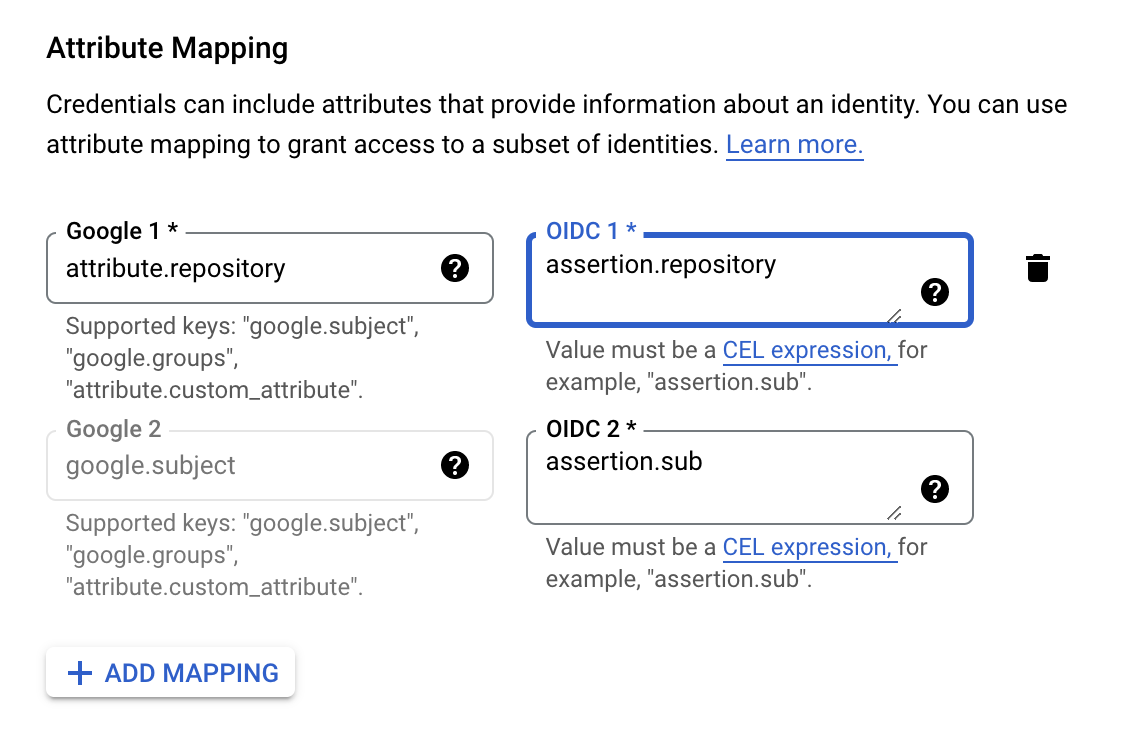 Attribute Mapping
Credentials can include attributes that provide information about an identity. You can use
attribute mapping to grant access to a subset of identities. Learn more.
Google 1 *
attribute.repository
Supported keys: "google.subject",
"google.groups",
"attribute.custom_attribute".
OIDC 1 *
assertion.repository
Value must be a CEL expression, for
example, "assertion.sub".
Google 2
google.subject
Supported keys: "google.subject",
"google.groups",
"attribute.custom_attribute".
OIDC 2 *
assertion.sub
Value must be a CEL expression, for
example, "assertion.sub".
+ ADD MAPPING